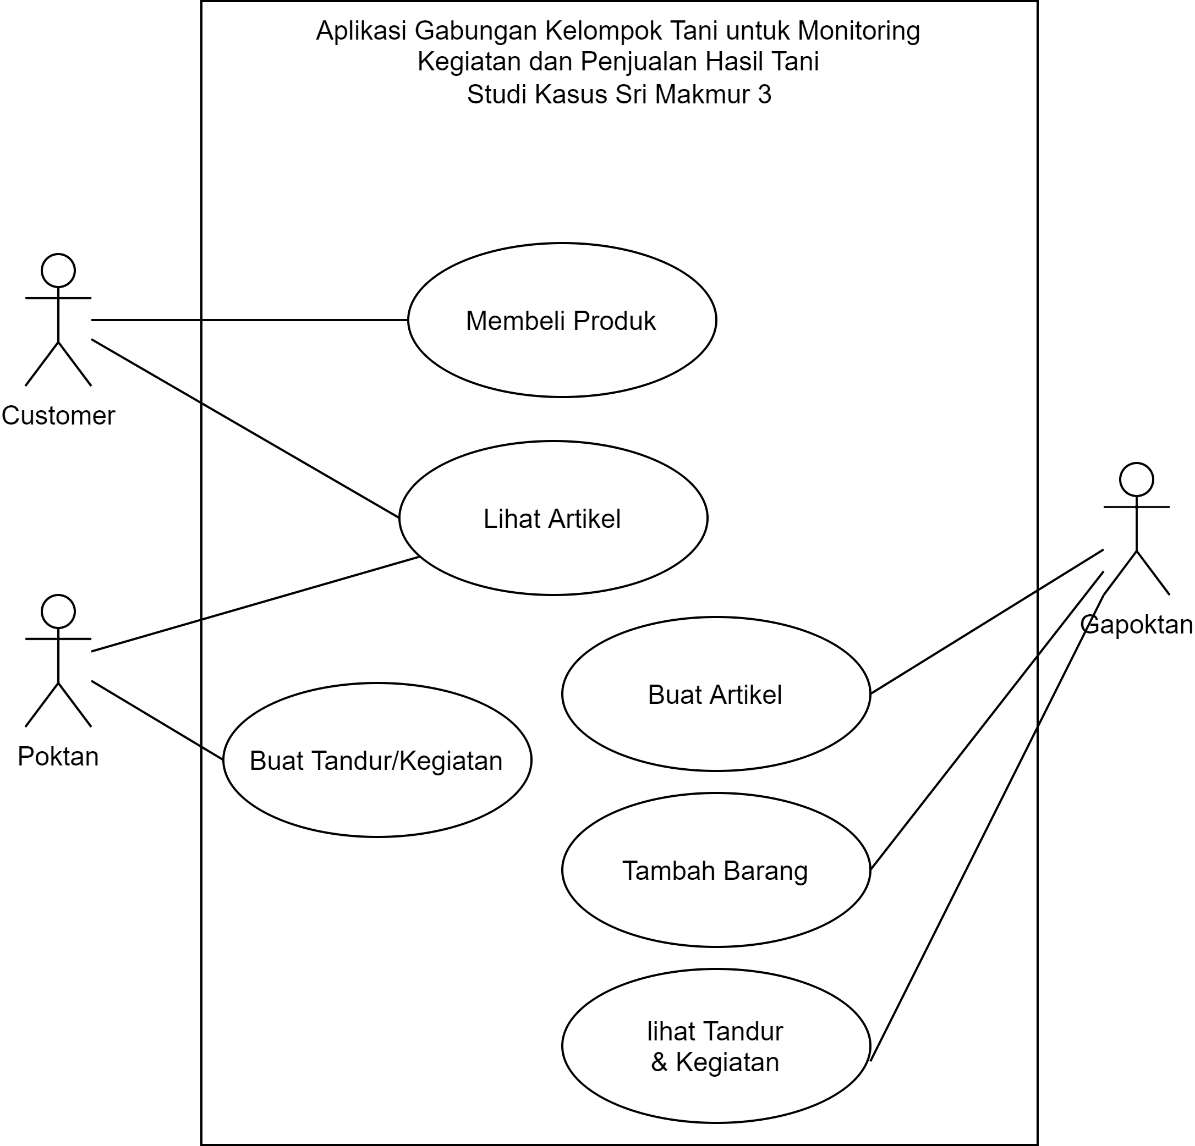 Aplikasi Gabungan Kelompok Tani untuk Monitoring
Kegiatan dan Penjualan Hasil Tani
Studi Kasus Sri Makmur 3
Membeli Produk
Customer
Lihat Artikel
Gapoktan
Buat Artikel
Poktan
Buat Tandur/Kegiatan
Tambah Barang
lihat Tandur
& Kegiatan